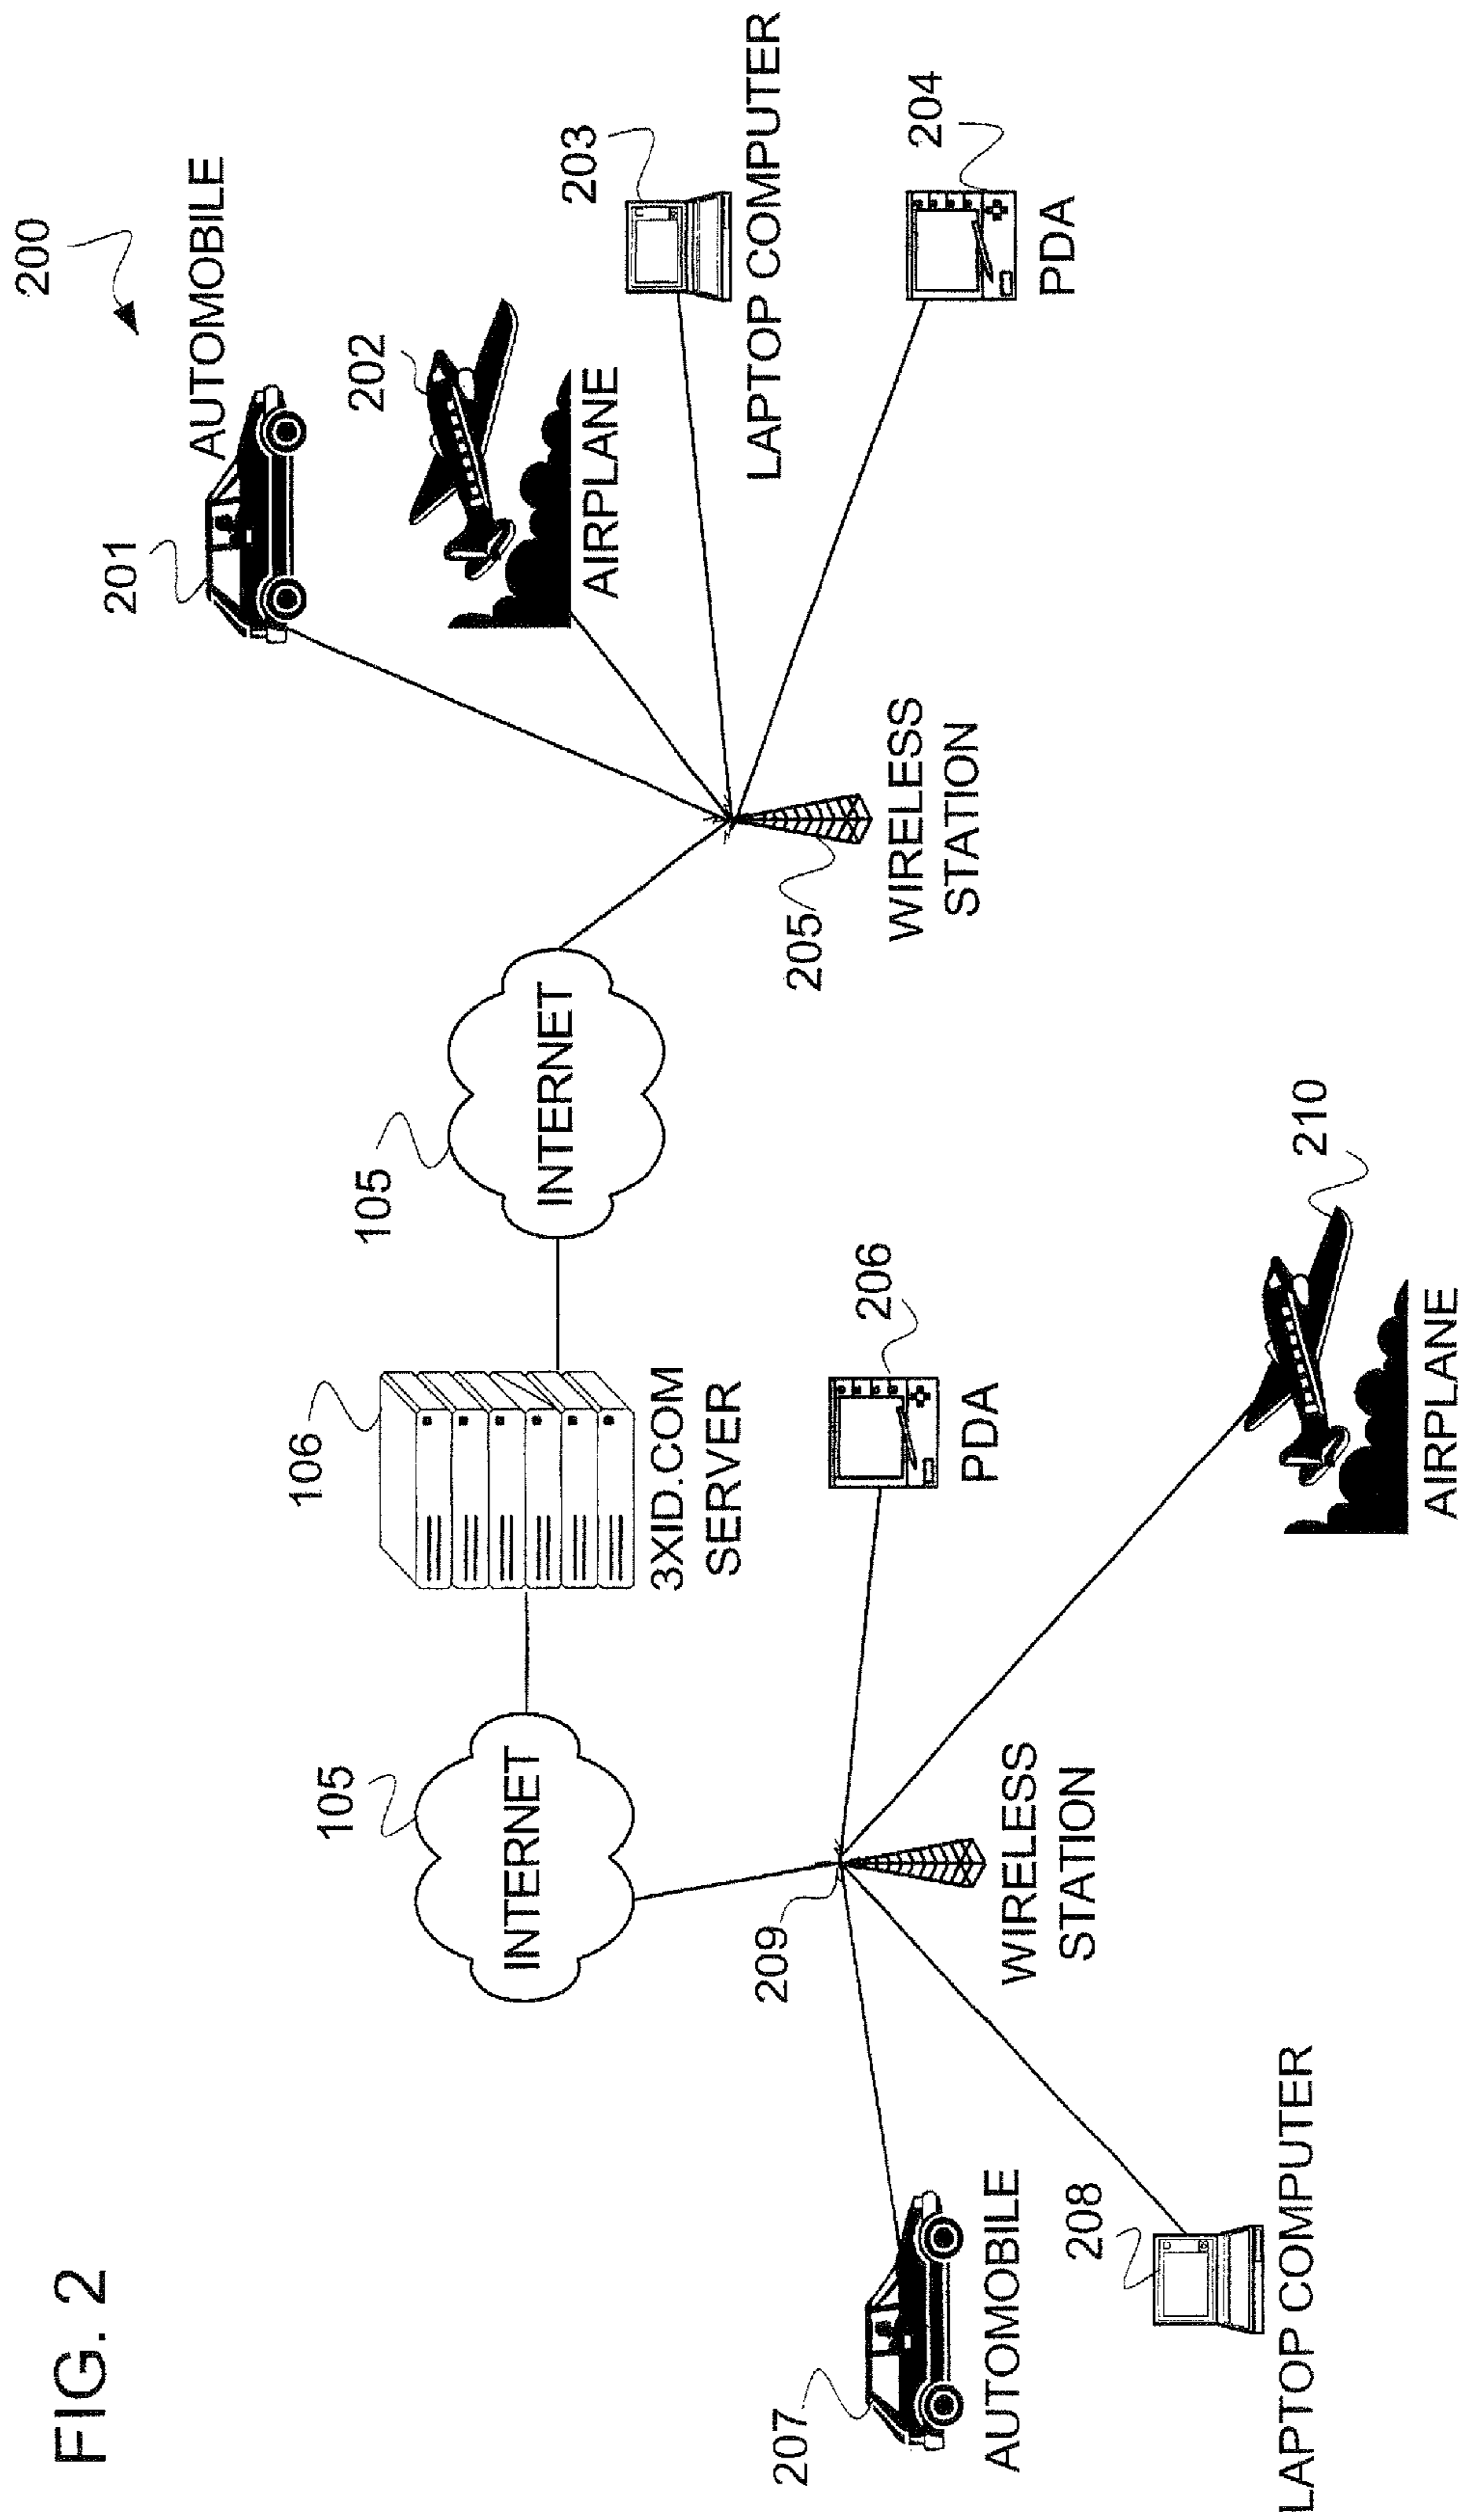 FIG. 2
200
201
AUTOMOBILE
202
AIRPLANE
203
LAPTOP COMPUTER
204
PDA
205
WIRELESS
STATION
105
INTERNET
106
3XID.COM
SERVER
105
INTERNET
206
PDA
210
AIRPLANE
209
WIRELESS
STATION
207
AUTOMOBILE
208
LAPTOP COMPUTER